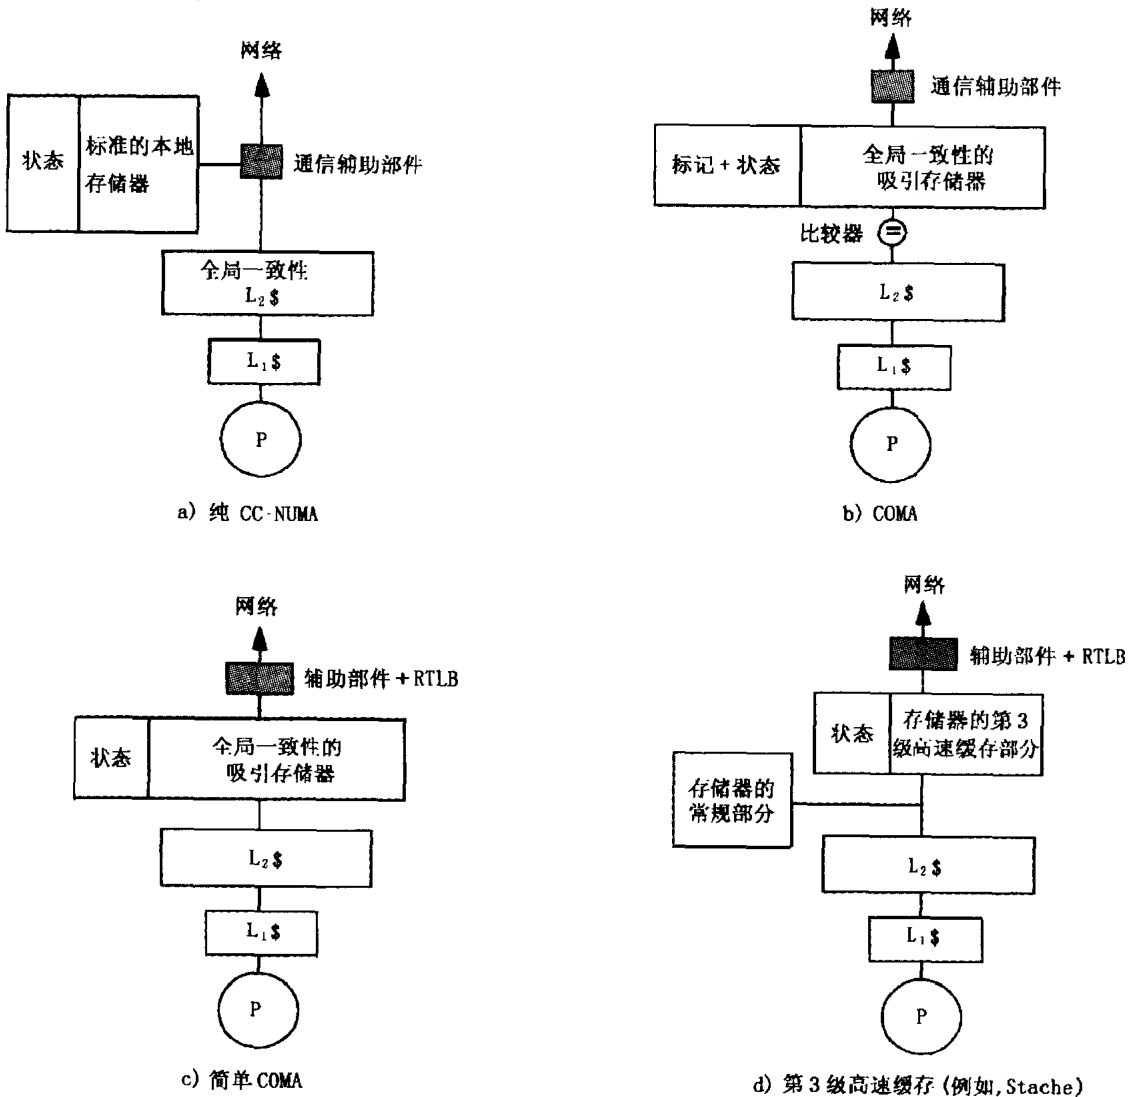 网络
状态
标准的本地
存储器
通信辅助部件
全局一致性
L₂$
L₁$
P
a) 纯 CC-NUMA
网络
通信辅助部件
标记+状态
全局一致性的
吸引存储器
比较器 =
L₂$
L₁$
P
b) COMA
网络
辅助部件+RTLB
状态
全局一致性的
吸引存储器
L₂$
L₁$
P
c) 简单COMA
网络
辅助部件+RTLB
状态
存储器的第3
级高速缓存部分
存储器的
常规部分
L₂$
L₁$
P
d) 第3级高速缓存(例如,Stache)